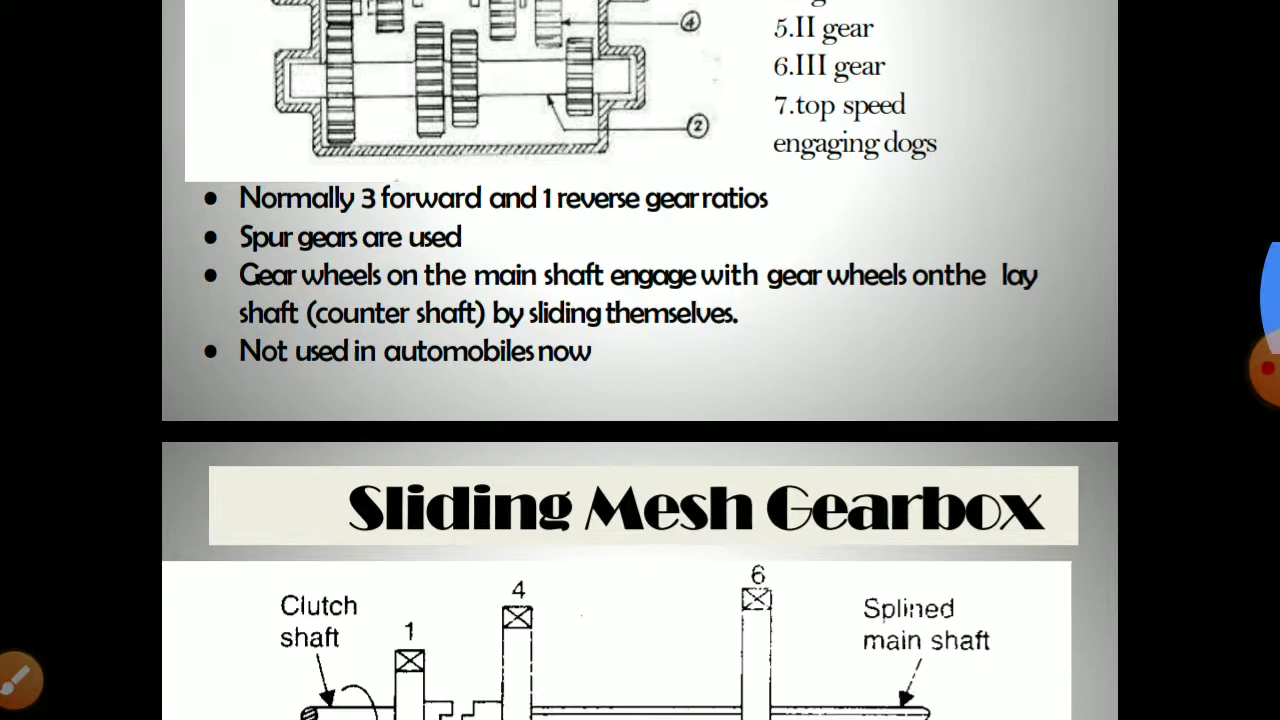 ④
5.II gear
6.III gear
7.top speed
②
engaging dogs
• Normally 3 forward and 1 reverse gear ratios
• Spur gears are used
• Gear wheels on the main shaft engage with gear wheels onthe lay
shaft (counter shaft) by sliding themselves.
• Not used in automobiles now
Sliding Mesh Gearbox
Clutch
shaft
1
4
6
Splined
main shaft